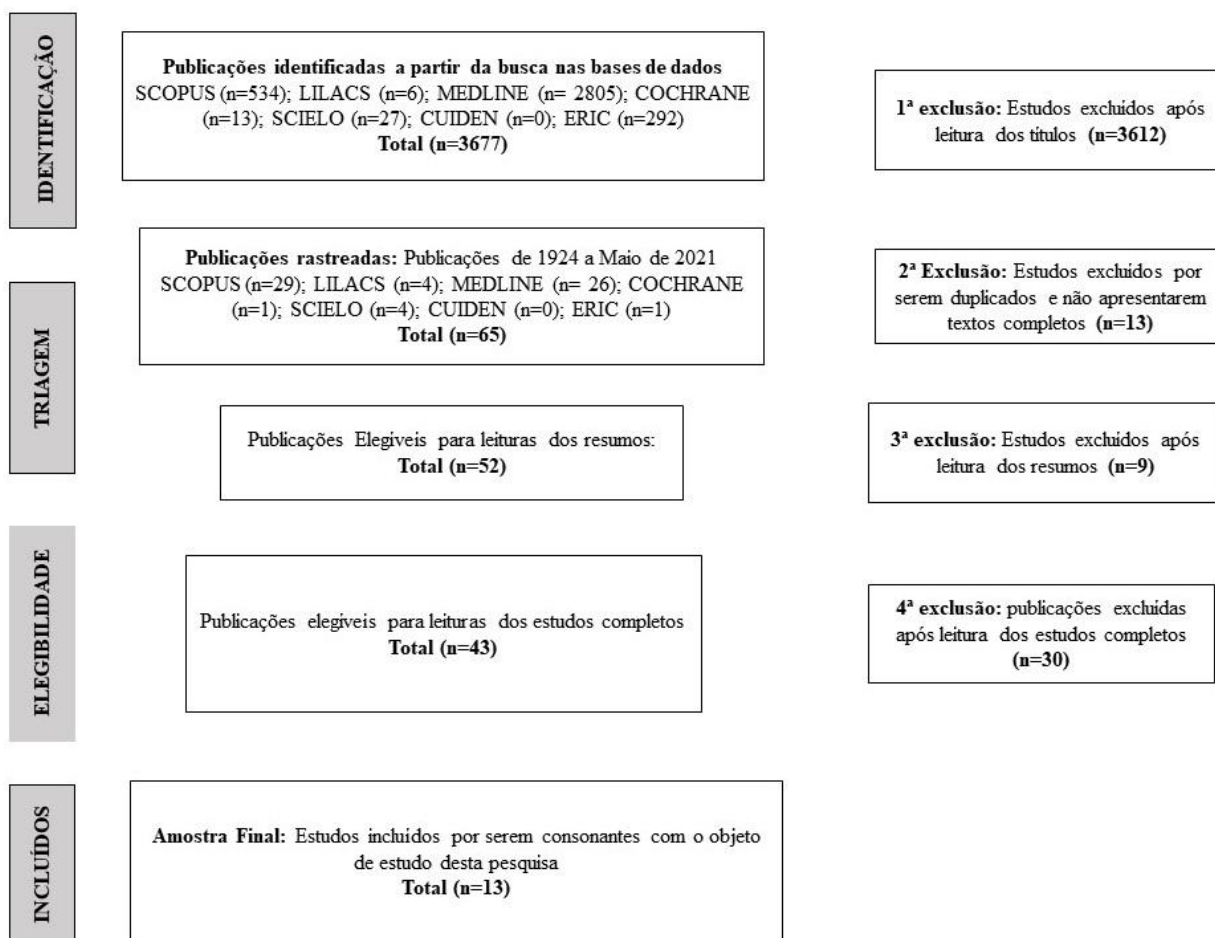 IDENTIFICAÇÃO
Publicações identificadas a partir da busca nas bases de dados
SCOPUS (n=534); LILACS (n=6); MEDLINE (n= 2805); COCHRANE
(n=13); SCIELO (n=27); CUIDEN (n=0); ERIC (n=292)
Total (n=3677)
1ª exclusão: Estudos excluídos após
leitura dos títulos (n=3612)
TRIAGEM
Publicações rastreadas: Publicações de 1924 a Maio de 2021
SCOPUS (n=29); LILACS (n=4); MEDLINE (n= 26); COCHRANE
(n=1); SCIELO (n=4); CUIDEN (n=0); ERIC (n=1)
Total (n=65)
2ª Exclusão: Estudos excluídos por
serem duplicados e não apresentarem
textos completos (n=13)
Publicações Elegíveis para leituras dos resumos:
Total (n=52)
3ª exclusão: Estudos excluídos após
leitura dos resumos (n=9)
ELEGIBILIDADE
Publicações elegíveis para leituras dos estudos completos
Total (n=43)
4ª exclusão: publicações excluídas
após leitura dos estudos completos
(n=30)
INCLUÍDOS
Amostra Final: Estudos incluídos por serem consonantes com o objeto
de estudo desta pesquisa
Total (n=13)